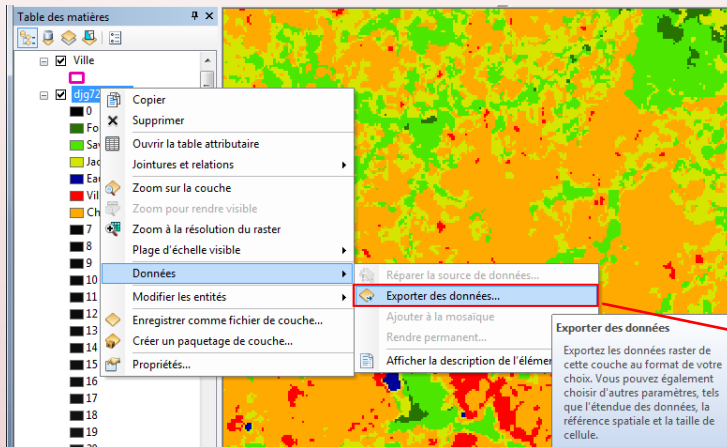 Table des matières
Ville
djg72
0
Fo
Sav
Jac
Eau
Vil
Ch
7
8
9
10
11
12
13
14
15
16
17
18
19
Copier
Supprimer
Ouvrir la table attributaire
Jointures et relations
Zoom sur la couche
Zoom pour rendre visible
Zoom à la résolution du raster
Plage d'échelle visible
Données
Modifier les entités
Enregistrer comme fichier de couche...
Créer un paquetage de couche...
Propriétés...
Réparer la source de données...
Exporter des données...
Ajouter à la mosaïque
Rendre permanent...
Afficher la description de l'élémen
Exporter des données
Exportez les données raster de
cette couche au format de votre
choix. Vous pouvez également
choisir d'autres paramètres, tels
que l'étendue des données, la
référence spatiale et la taille de
cellule.